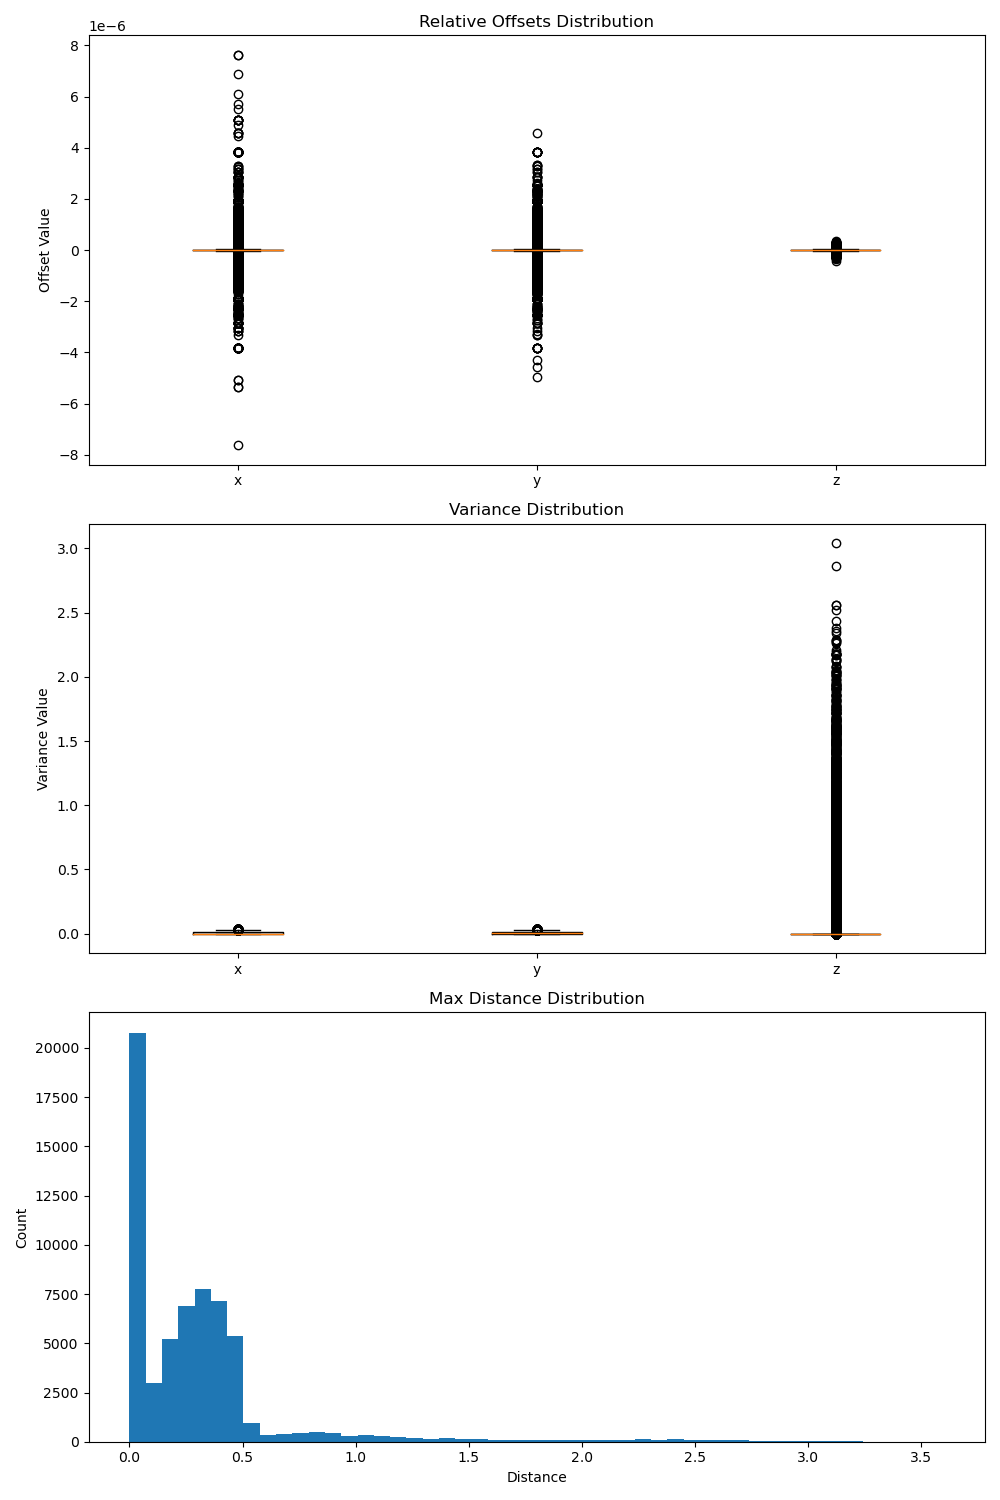 Relative Offsets Distribution
1e−6
8
6
4
2
0
−2
−4
−6
−8
Offset Value
x y z
Variance Distribution
3.0
2.5
2.0
1.5
1.0
0.5
0.0
Variance Value
x y z
Max Distance Distribution
20000
17500
15000
12500
10000
7500
5000
2500
0
Count
0.0 0.5 1.0 1.5 2.0 2.5 3.0 3.5
Distance